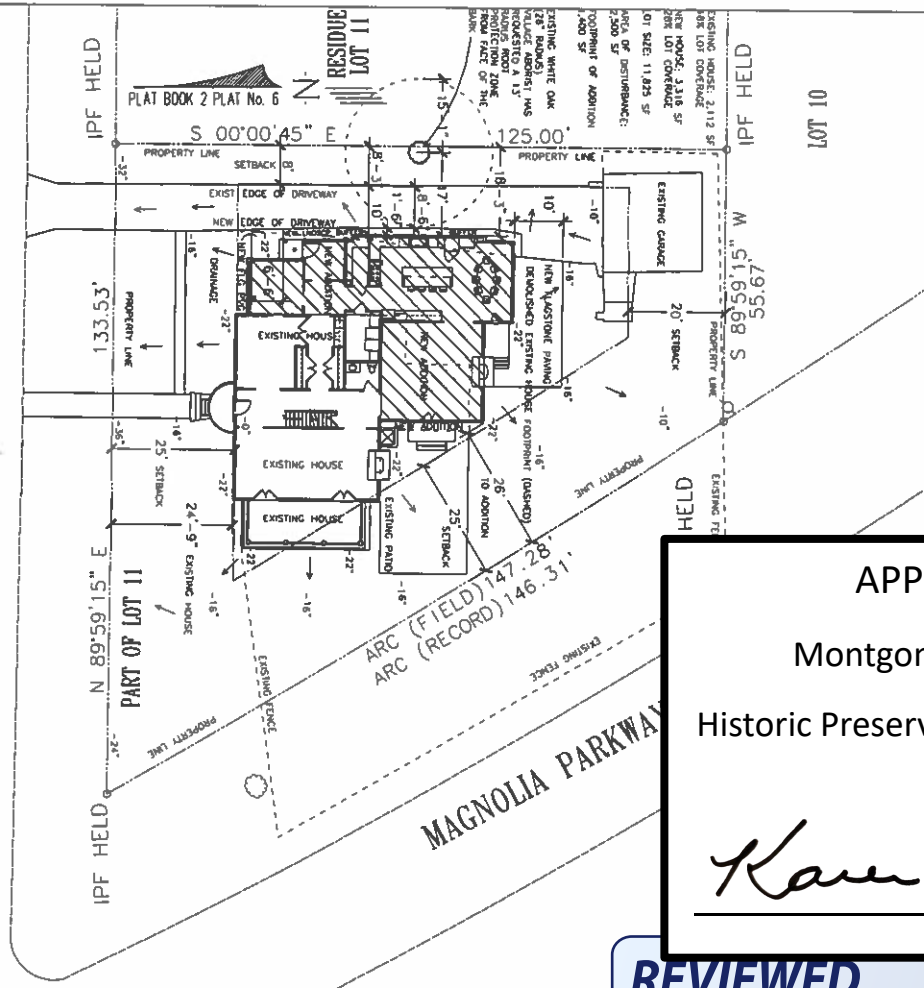 EXISTING HOUSE: 2,112 SF
18% LOT COVERAGE
NEW HOUSE: 3,316 SF
28% LOT COVERAGE
LOT SIZE: 11,825 SF
AREA OF DISTURBANCE:
2,500 SF
FOOTPRINT OF ADDITION
1,400 SF
EXISTING WHITE OAK
(28" RADIUS)
VILLAGE ABORIST HAS
REQUESTED A 13'
RADIUS ROOT
PROTECTION ZONE
FROM FACE OF THE
BARK
RESIDUE
LOT 11
N
PLAT BOOK 2 PLAT No. 6
IPF HELD
IPF HELD
LOT 10
S 00°00'45" E
125.00'
PROPERTY LINE
PROPERTY LINE
SETBACK
8'
15'
17'
EXIST EDGE OF DRIVEWAY
NEW EDGE OF DRIVEWAY
EXISTING GARAGE
S 89°59'15" W
55.67'
20' SETBACK
PROPERTY LINE
133.53'
PROPERTY LINE
DRAINAGE
NEW ADDITION
NEW ADDITION
NEW ADDITION
NEW FLAGSTONE PAVING
DEMOLISHED EXISTING HOUSE FOOTPRINT (DASHED)
EXISTING HOUSE
EXISTING HOUSE
EXISTING HOUSE
EXISTING PATIO
25' SETBACK
26' TO ADDITION
25' SETBACK
24'-9" EXISTING HOUSE
PROPERTY LINE
HELD
N 89°59'15" E
PART OF LOT 11
ARC (FIELD) 147.28'
ARC (RECORD) 146.31'
EXISTING FENCE
EXISTING FENCE
PROPERTY LINE
IPF HELD
MAGNOLIA PARKWAY
APP
Montgon
Historic Preserv
Karen
REVIEWED